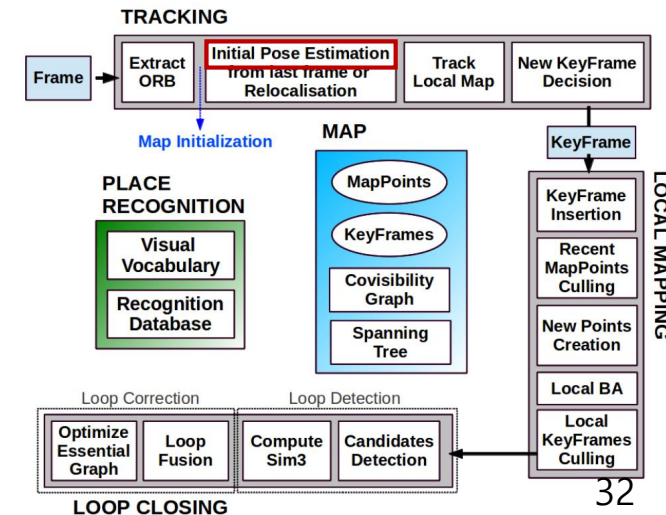 TRACKING
Frame
Extract
ORB
Initial Pose Estimation
from last frame or
Relocalisation
Track
Local Map
New KeyFrame
Decision
Map Initialization
MAP
KeyFrame
PLACE
RECOGNITION
Visual
Vocabulary
Recognition
Database
MapPoints
KeyFrames
Covisibility
Graph
Spanning
Tree
LOCAL MAPPING
KeyFrame
Insertion
Recent
MapPoints
Culling
New Points
Creation
Local BA
Local
KeyFrames
Culling
Loop Correction
Loop Detection
Optimize
Essential
Graph
Loop
Fusion
Compute
Sim3
Candidates
Detection
LOOP CLOSING
32